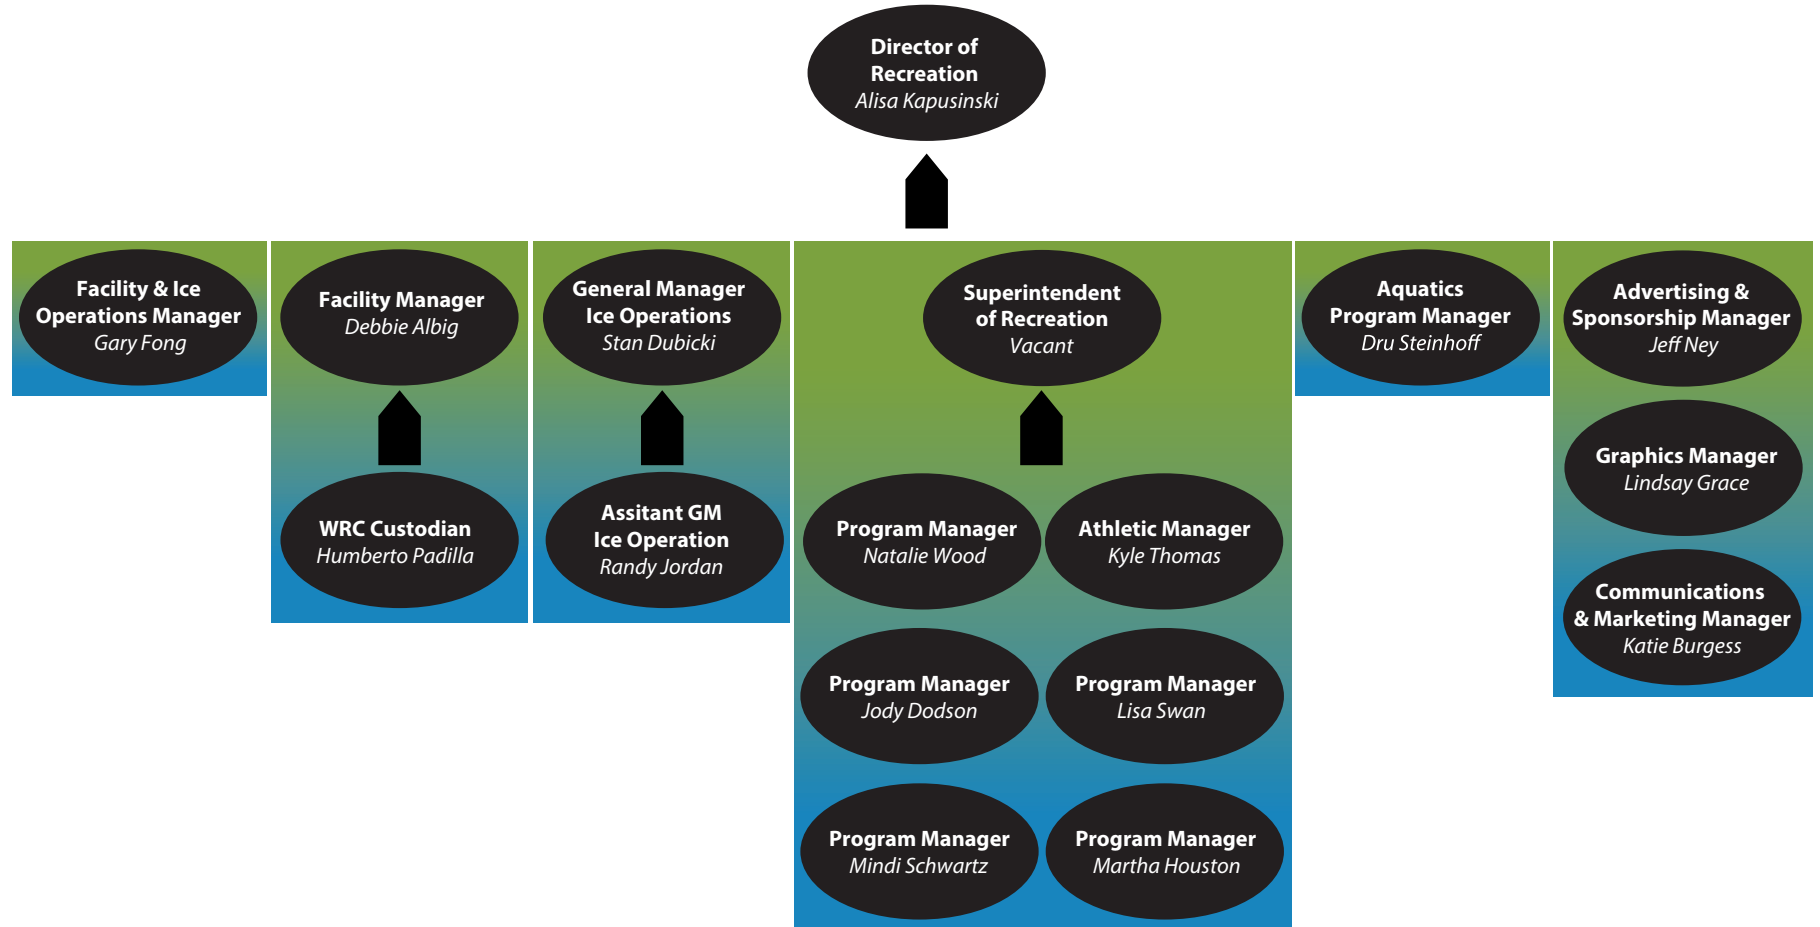 Director of
Recreation
Alisa Kapusinski
Facility & Ice
Operations Manager
Gary Fong
Facility Manager
Debbie Albig
General Manager
Ice Operations
Stan Dubicki
Superintendent
of Recreation
Vacant
Aquatics
Program Manager
Dru Steinhoff
Advertising &
Sponsorship Manager
Jeff Ney
Graphics Manager
Lindsay Grace
WRC Custodian
Humberto Padilla
Assitant GM
Ice Operation
Randy Jordan
Program Manager
Natalie Wood
Athletic Manager
Kyle Thomas
Communications
& Marketing Manager
Katie Burgess
Program Manager
Jody Dodson
Program Manager
Lisa Swan
Program Manager
Mindi Schwartz
Program Manager
Martha Houston